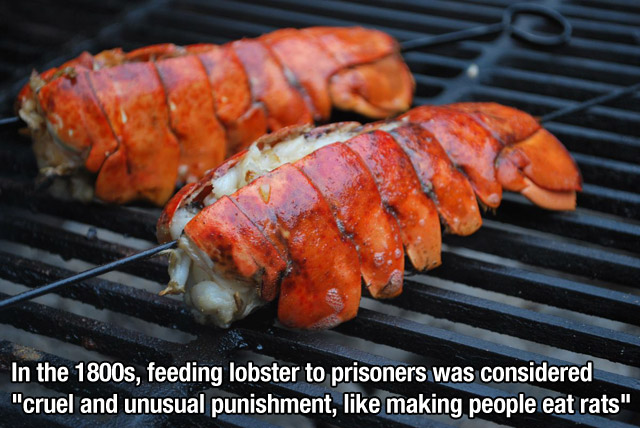 In the 1800s, feeding lobster to prisoners was considered
"cruel and unusual punishment, like making people eat rats"